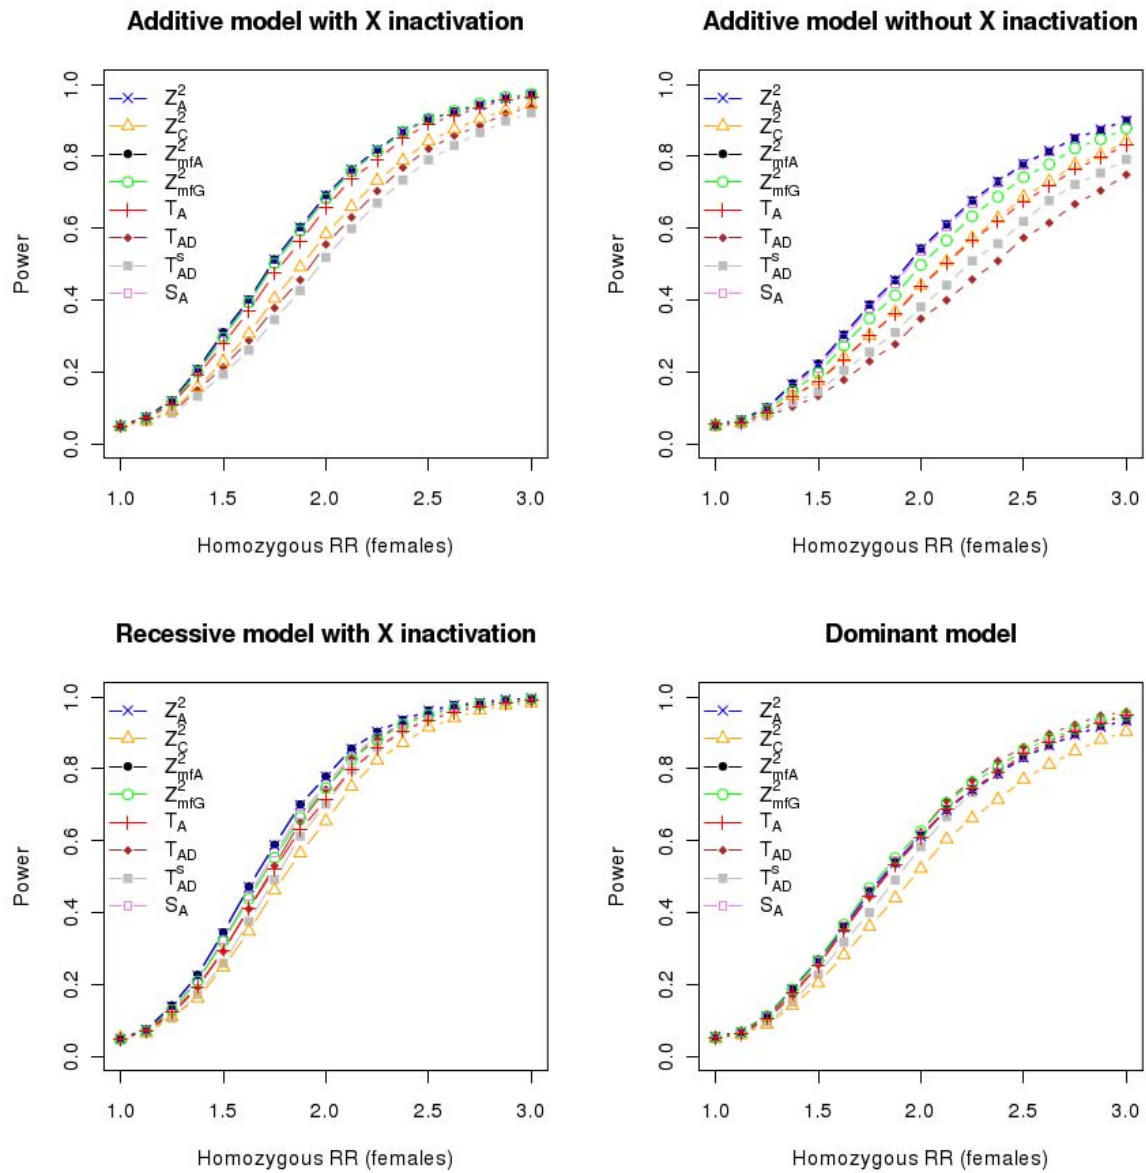 Additive model with X inactivation
Power
1.0
0.8
0.6
0.4
0.2
0.0
Z_A^2
Z_C^2
Z_mfA^2
Z_mfG^2
T_A
T_AD
T_AD^s
S_A
1.0 1.5 2.0 2.5 3.0
Homozygous RR (females)
Additive model without X inactivation
Power
1.0
0.8
0.6
0.4
0.2
0.0
Z_A^2
Z_C^2
Z_mfA^2
Z_mfG^2
T_A
T_AD
T_AD^s
S_A
1.0 1.5 2.0 2.5 3.0
Homozygous RR (females)
Recessive model with X inactivation
Power
1.0
0.8
0.6
0.4
0.2
0.0
Z_A^2
Z_C^2
Z_mfA^2
Z_mfG^2
T_A
T_AD
T_AD^s
S_A
1.0 1.5 2.0 2.5 3.0
Homozygous RR (females)
Dominant model
Power
1.0
0.8
0.6
0.4
0.2
0.0
Z_A^2
Z_C^2
Z_mfA^2
Z_mfG^2
T_A
T_AD
T_AD^s
S_A
1.0 1.5 2.0 2.5 3.0
Homozygous RR (females)